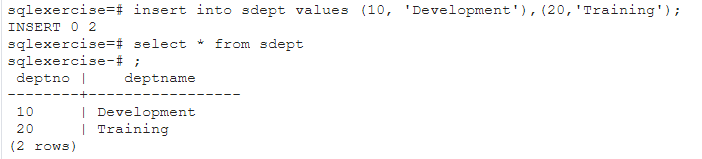 sqlexercise=# insert into sdept values (10, 'Development'),(20,'Training');
INSERT 0 2
sqlexercise=# select * from sdept
sqlexercise-# ;
 deptno |    deptname
--------+-----------------
 10     | Development
 20     | Training
(2 rows)